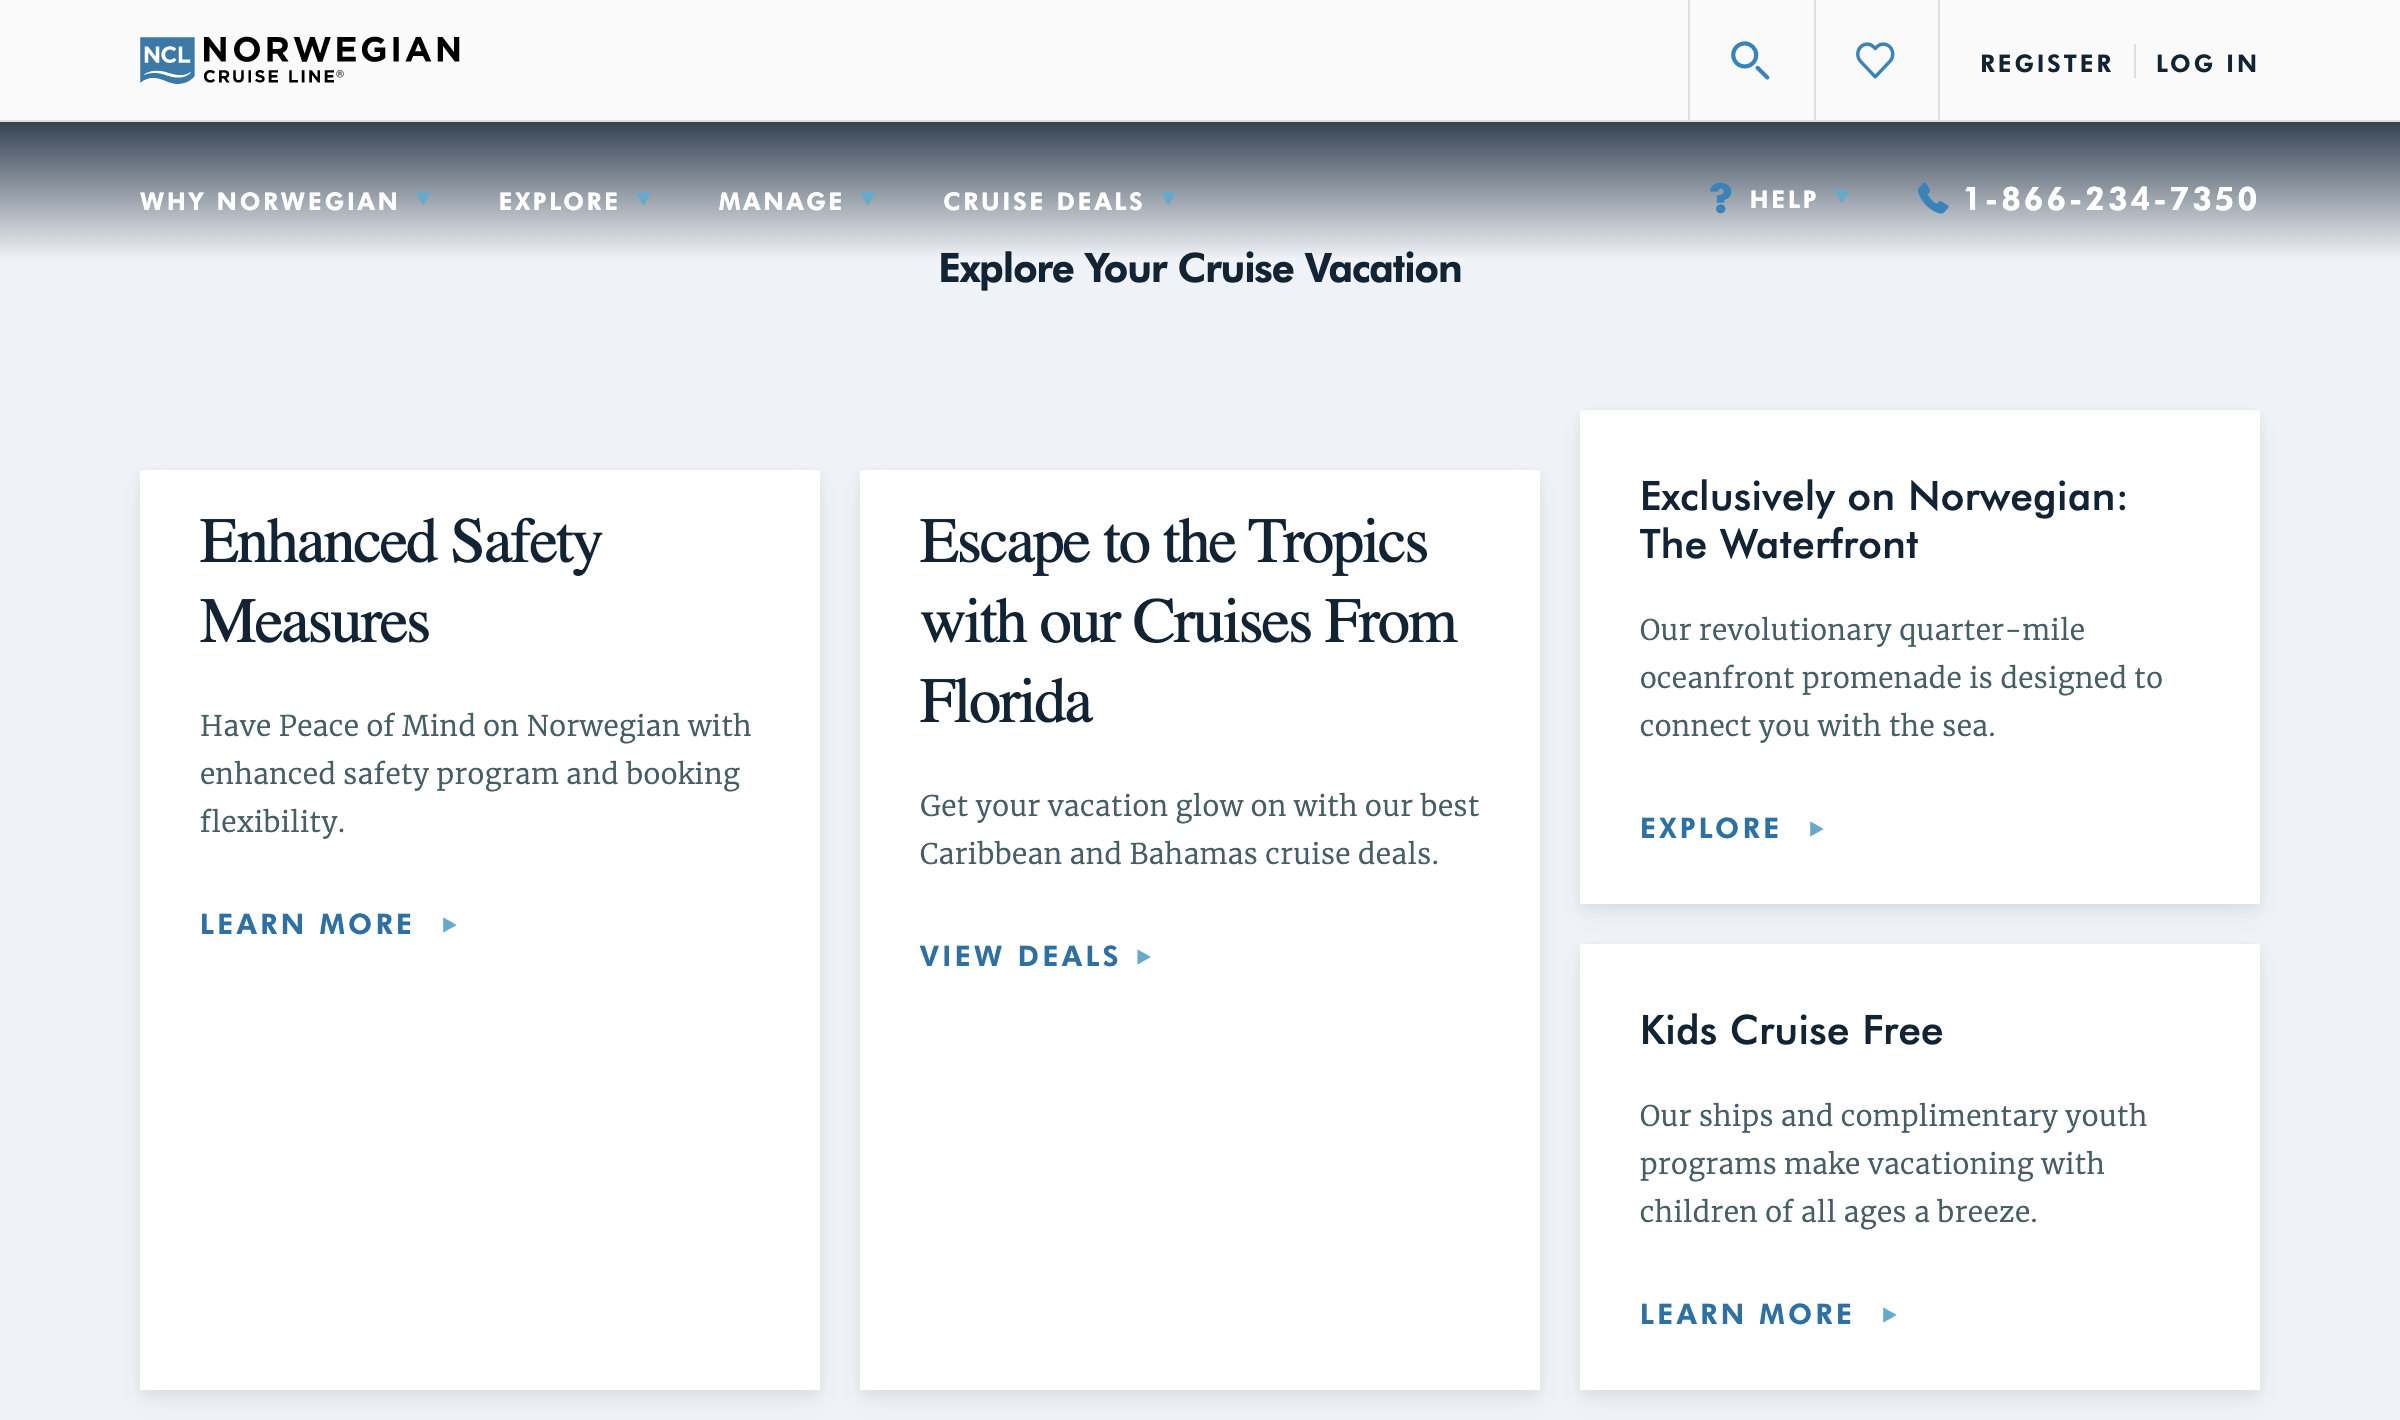 NCL NORWEGIAN
CRUISE LINE®
REGISTER
LOG IN
WHY NORWEGIAN
EXPLORE
MANAGE
CRUISE DEALS
? HELP
1-866-234-7350
Explore Your Cruise Vacation
Enhanced Safety
Measures
Have Peace of Mind on Norwegian with
enhanced safety program and booking
flexibility.
LEARN MORE
Escape to the Tropics
with our Cruises From
Florida
Get your vacation glow on with our best
Caribbean and Bahamas cruise deals.
VIEW DEALS
Exclusively on Norwegian:
The Waterfront
Our revolutionary quarter-mile
oceanfront promenade is designed to
connect you with the sea.
EXPLORE
Kids Cruise Free
Our ships and complimentary youth
programs make vacationing with
children of all ages a breeze.
LEARN MORE